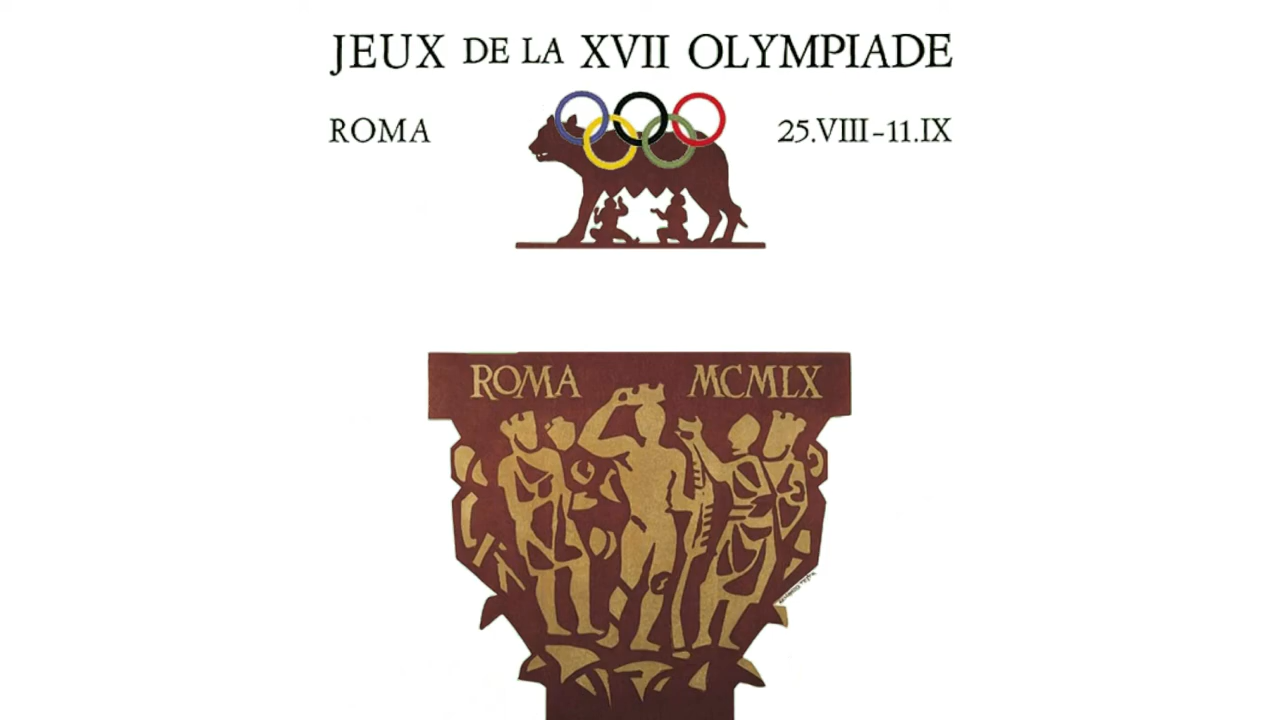 JEUX DE LA XVII OLYMPIADE
ROMA 25.VIII-11.IX
ROMA MCMLX